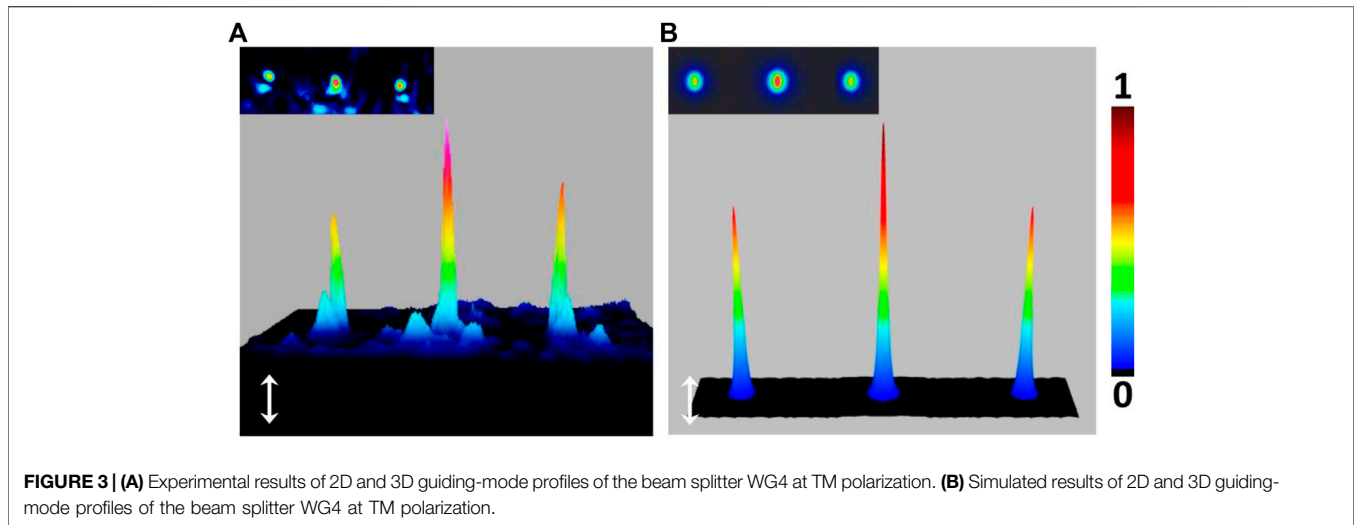 A
B
1
0
FIGURE 3 | (A) Experimental results of 2D and 3D guiding-mode profiles of the beam splitter WG4 at TM polarization. (B) Simulated results of 2D and 3D guiding-
mode profiles of the beam splitter WG4 at TM polarization.